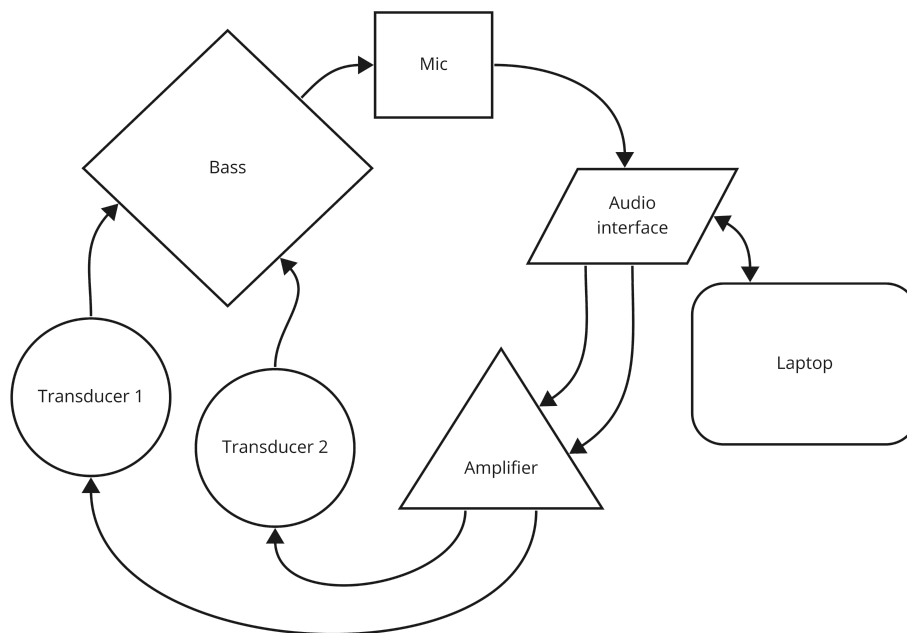 Mic
Bass
Audio
interface
Laptop
Transducer 1
Transducer 2
Amplifier